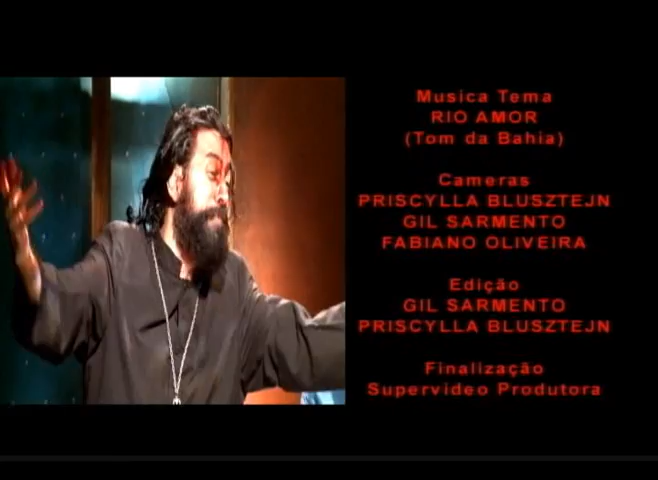 Musica Tema
RIO AMOR
(Tom da Bahia)
Cameras
PRISCYLLA BLUSZTEJN
GIL SARMENTO
FABIANO OLIVEIRA
Edição
GIL SARMENTO
PRISCYLLA BLUSZTEJN
Finalização
Supervideo Produtora